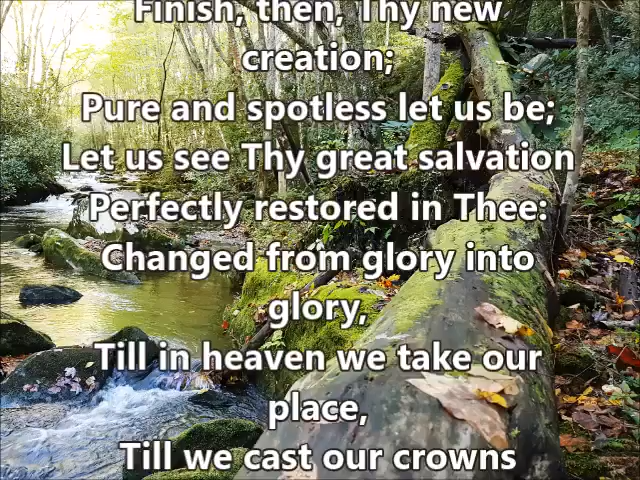 Finish, then, Thy new
creation;
Pure and spotless let us be;
Let us see Thy great salvation
Perfectly restored in Thee:
Changed from glory into
glory,
Till in heaven we take our
place,
Till we cast our crowns